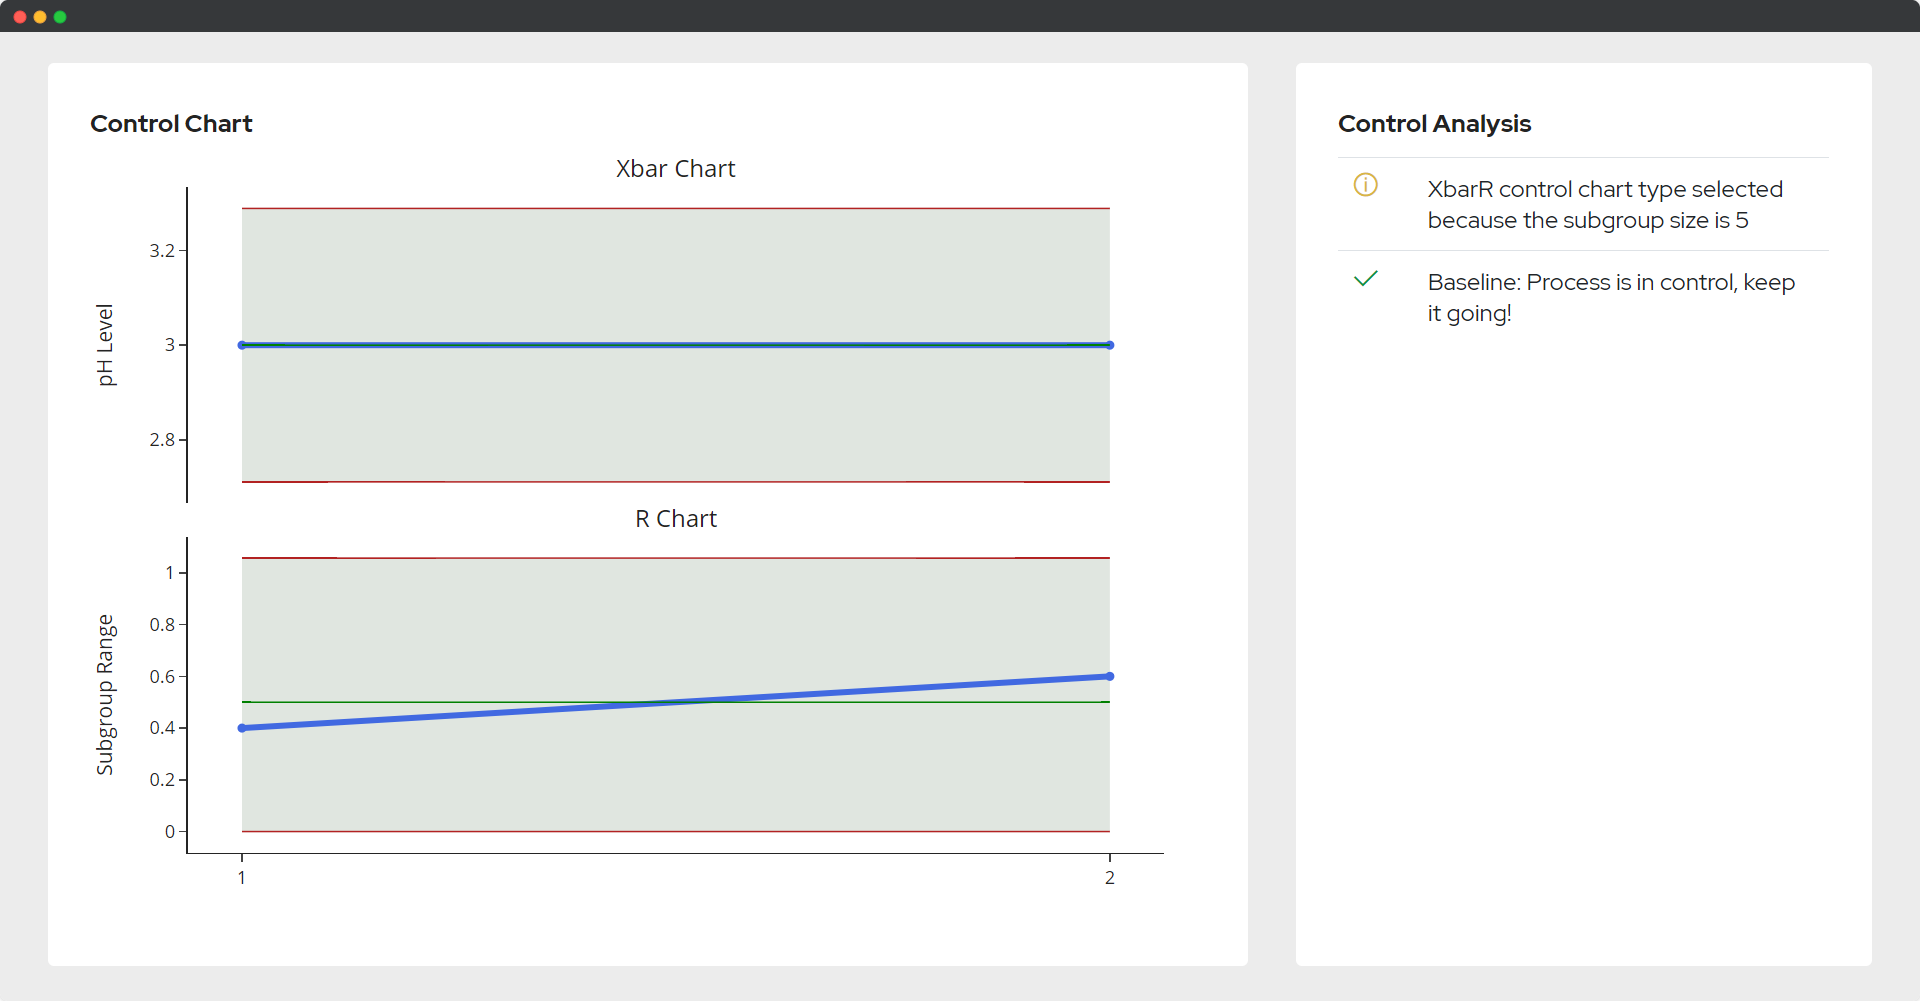 Control Chart
Xbar Chart
pH Level
3.2
3
2.8
R Chart
Subgroup Range
1
0.8
0.6
0.4
0.2
0
1
2
Control Analysis
XbarR control chart type selected
because the subgroup size is 5
Baseline: Process is in control, keep
it going!